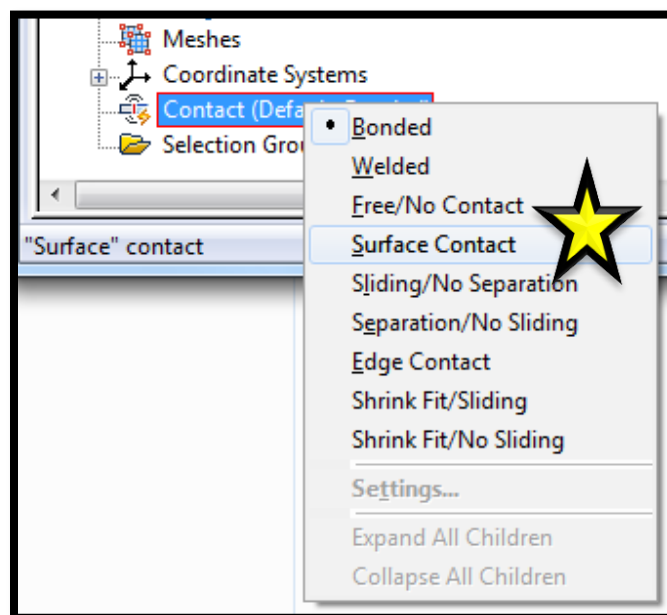 Meshes
Coordinate Systems
Contact (Defa
Selection Grou
"Surface" contact
Bonded
Welded
Free/No Contact
Surface Contact
Sliding/No Separation
Separation/No Sliding
Edge Contact
Shrink Fit/Sliding
Shrink Fit/No Sliding
Settings...
Expand All Children
Collapse All Children